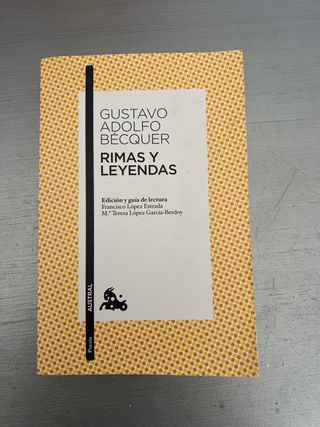 GUSTAVO
ADOLFO
BÉCQUER
RIMAS Y
LEYENDAS
Edición y guía de lectura
Francisco López Estrada
M.ª Teresa López García-Berdoy
AUSTRAL
Poesía